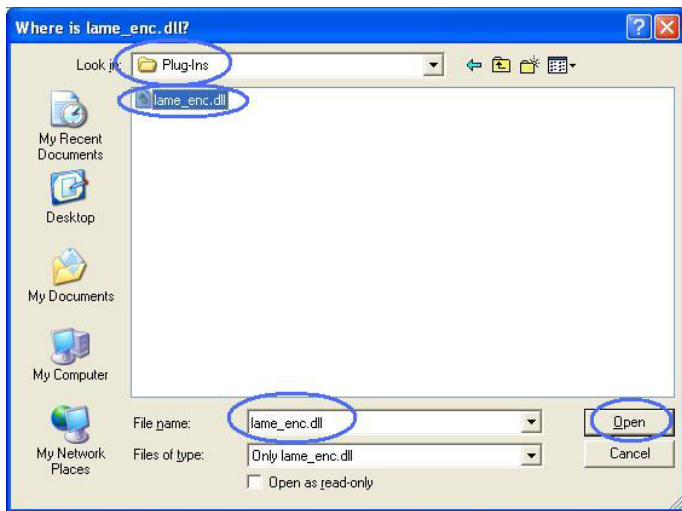 Where is lame_enc.dll?
Look in:
Plug-Ins
lame_enc.dll
My Recent
Documents
Desktop
My Documents
My Computer
My Network
Places
File name:
lame_enc.dll
Open
Files of type:
Only lame_enc.dll
Cancel
Open as read-only